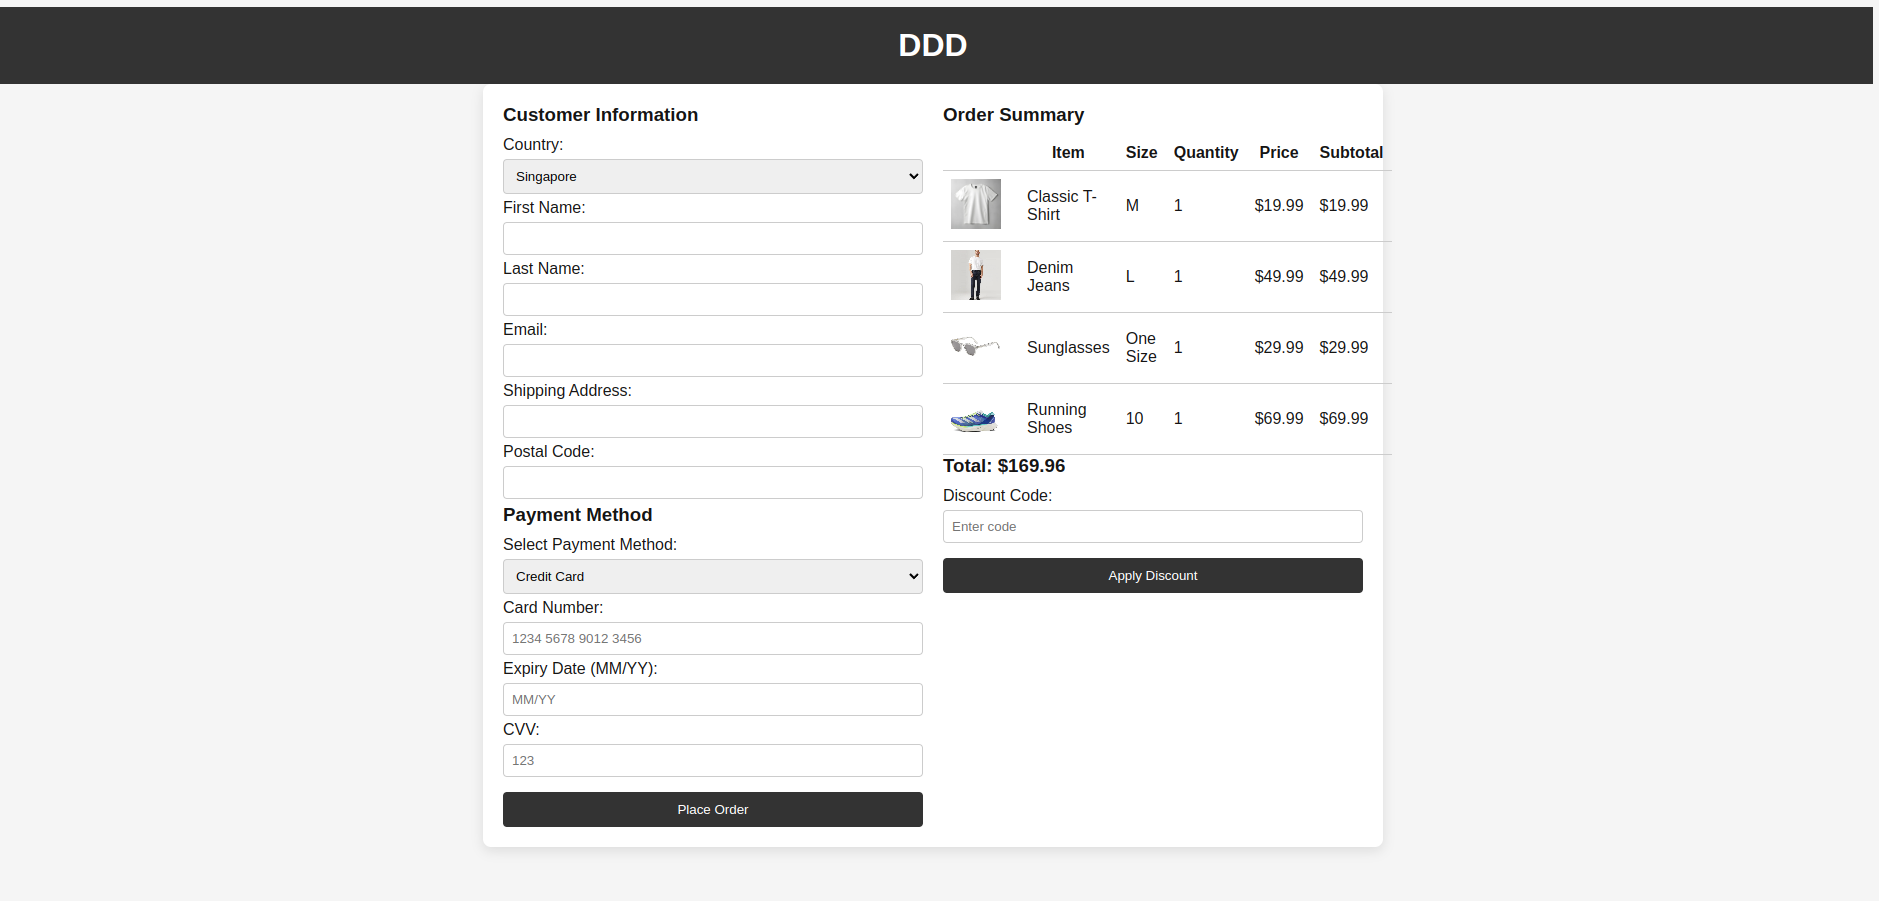 DDD
Customer Information
Country:
Singapore
First Name:
Last Name:
Email:
Shipping Address:
Postal Code:
Payment Method
Select Payment Method:
Credit Card
Card Number:
1234 5678 9012 3456
Expiry Date (MM/YY):
MM/YY
CVV:
123
Place Order
Order Summary
Item Size Quantity Price Subtotal
Classic T-
Shirt
M 1 $19.99 $19.99
Denim
Jeans
L 1 $49.99 $49.99
Sunglasses
One
Size
1 $29.99 $29.99
Running
Shoes
10 1 $69.99 $69.99
Total: $169.96
Discount Code:
Enter code
Apply Discount